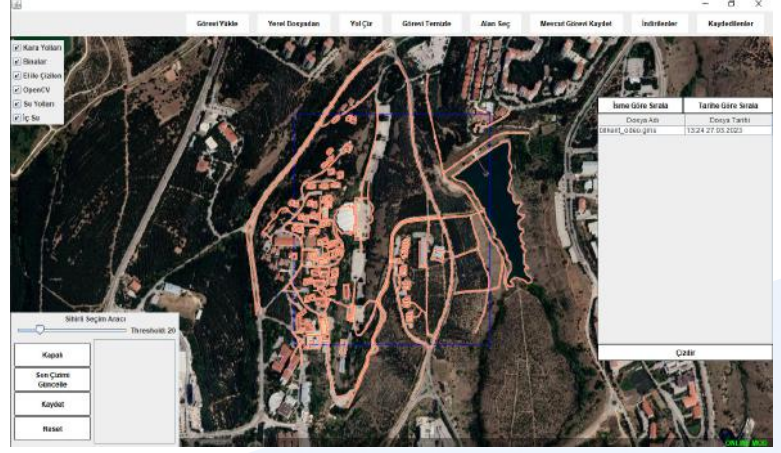 Görevi Yükle Yerel Dosyadan Yol Çiz Görevi Temizle Alan Seç Mevcut Görevi Kaydet İndirilenler Kaydedilenler
Kara Yolları
Binalar
Elile Çizilen
OpenCV
Su Yolları
İç Su
İsme Göre Sırala Tarihe Göre Sırala
Dosya Adı Dosya Tarihi
13:24 27.03.2023
Sihirli Seçim Aracı
Threshold: 20
Kapalı
Son Çizimi
Güncelle
Kaydet
Reset
Çizdir
ONLINE MOD